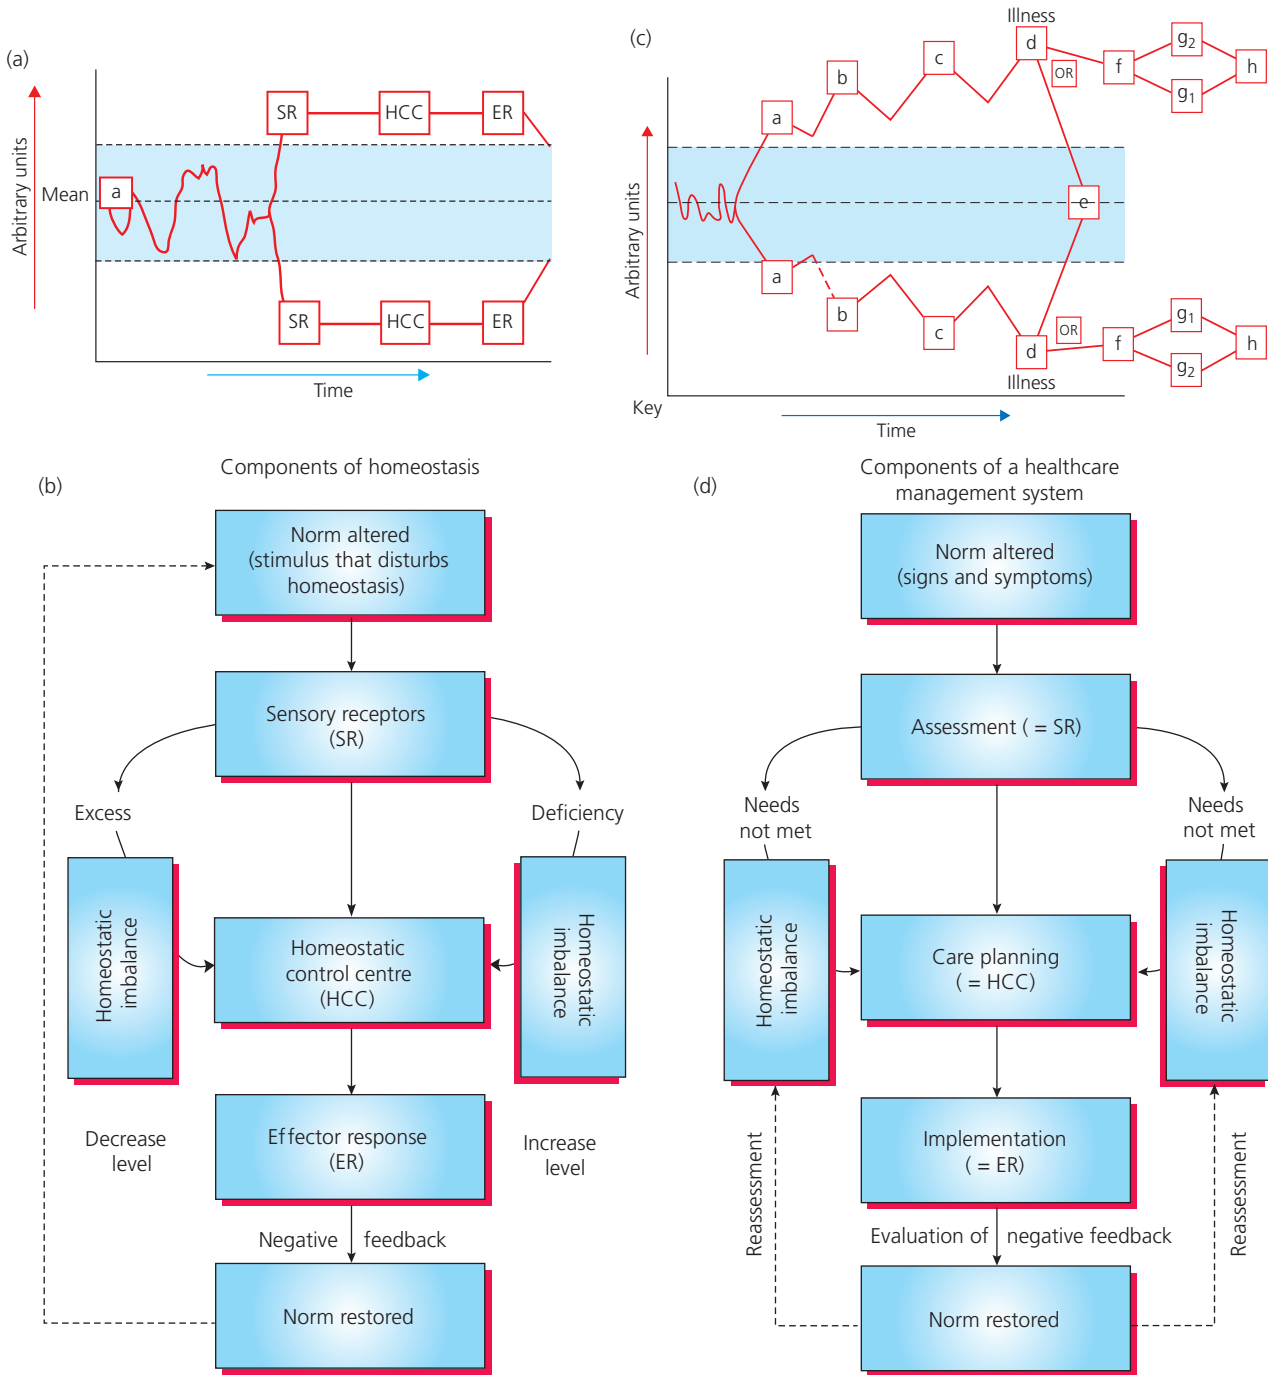 (a)
Arbitrary units
Mean
a
SR
HCC
ER
SR
HCC
ER
Time
(c)
Arbitrary units
Illness
a
b
c
d
OR
f
g2
g1
h
e
a
b
c
d
OR
f
g1
g2
h
Illness
Key
Time
(b)
Components of homeostasis
Norm altered
(stimulus that disturbs
homeostasis)
Sensory receptors
(SR)
Excess
Deficiency
Homeostatic
imbalance
Homeostatic
control centre
(HCC)
Homeostatic
imbalance
Decrease
level
Effector response
(ER)
Increase
level
Negative feedback
Norm restored
(d)
Components of a healthcare
management system
Norm altered
(signs and symptoms)
Assessment ( = SR)
Needs
not met
Needs
not met
Homeostatic
imbalance
Care planning
( = HCC)
Homeostatic
imbalance
Reassessment
Implementation
( = ER)
Reassessment
Evaluation of negative feedback
Norm restored